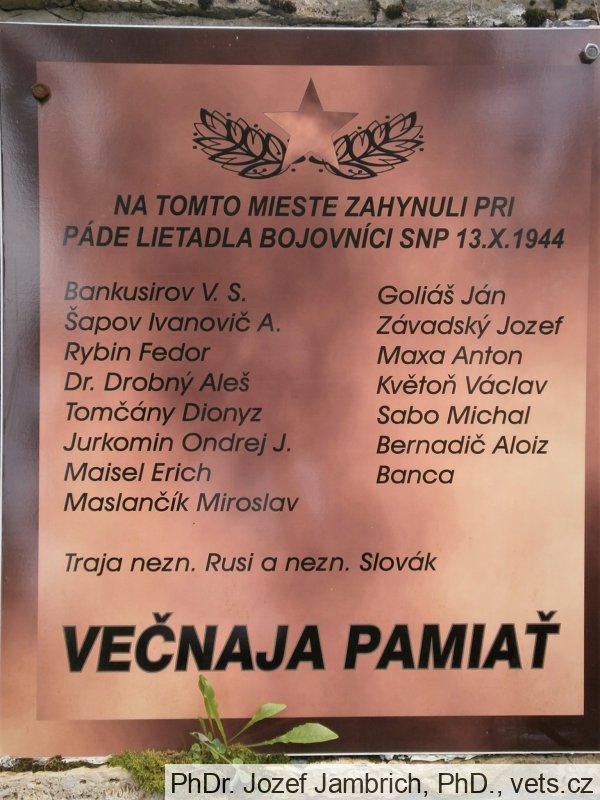 NA TOMTO MIESTE ZAHYNULI PRI
PÁDE LIETADLA BOJOVNÍCI SNP 13.X.1944
Bankusirov V. S.
Šapov Ivanovič A.
Rybin Fedor
Dr. Drobný Aleš
Tomčány Dionyz
Jurkomin Ondrej J.
Maisel Erich
Maslančík Miroslav
Goliáš Ján
Závadský Jozef
Maxa Anton
Květoň Václav
Sabo Michal
Bernadič Aloiz
Banca
Traja nezn. Rusi a nezn. Slovák
VEČNAJA PAMIAŤ
PhDr. Jozef Jambrich, PhD., vets.cz